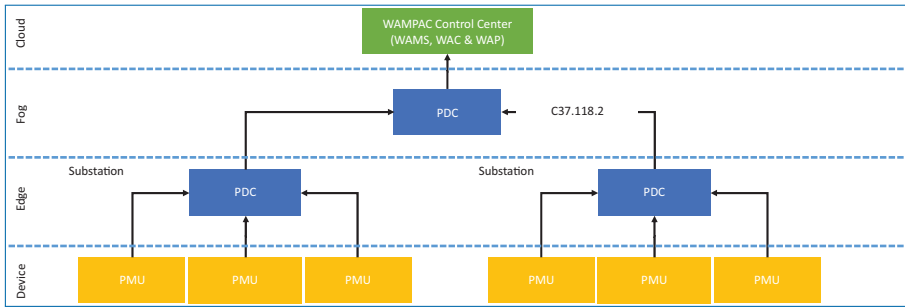 Cloud
WAMPAC Control Center
(WAMS, WAC & WAP)
Fog
PDC
C37.118.2
Edge
Substation
PDC
Substation
PDC
Device
PMU
PMU
PMU
PMU
PMU
PMU